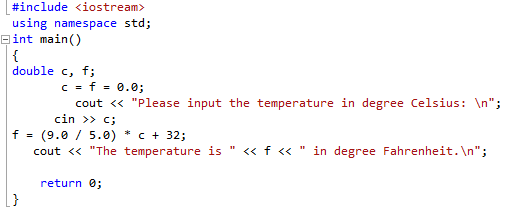 #include <iostream>
using namespace std;
int main()
{
double c, f;
c = f = 0.0;
cout << "Please input the temperature in degree Celsius: \n";
cin >> c;
f = (9.0 / 5.0) * c + 32;
cout << "The temperature is " << f << " in degree Fahrenheit.\n";
return 0;
}